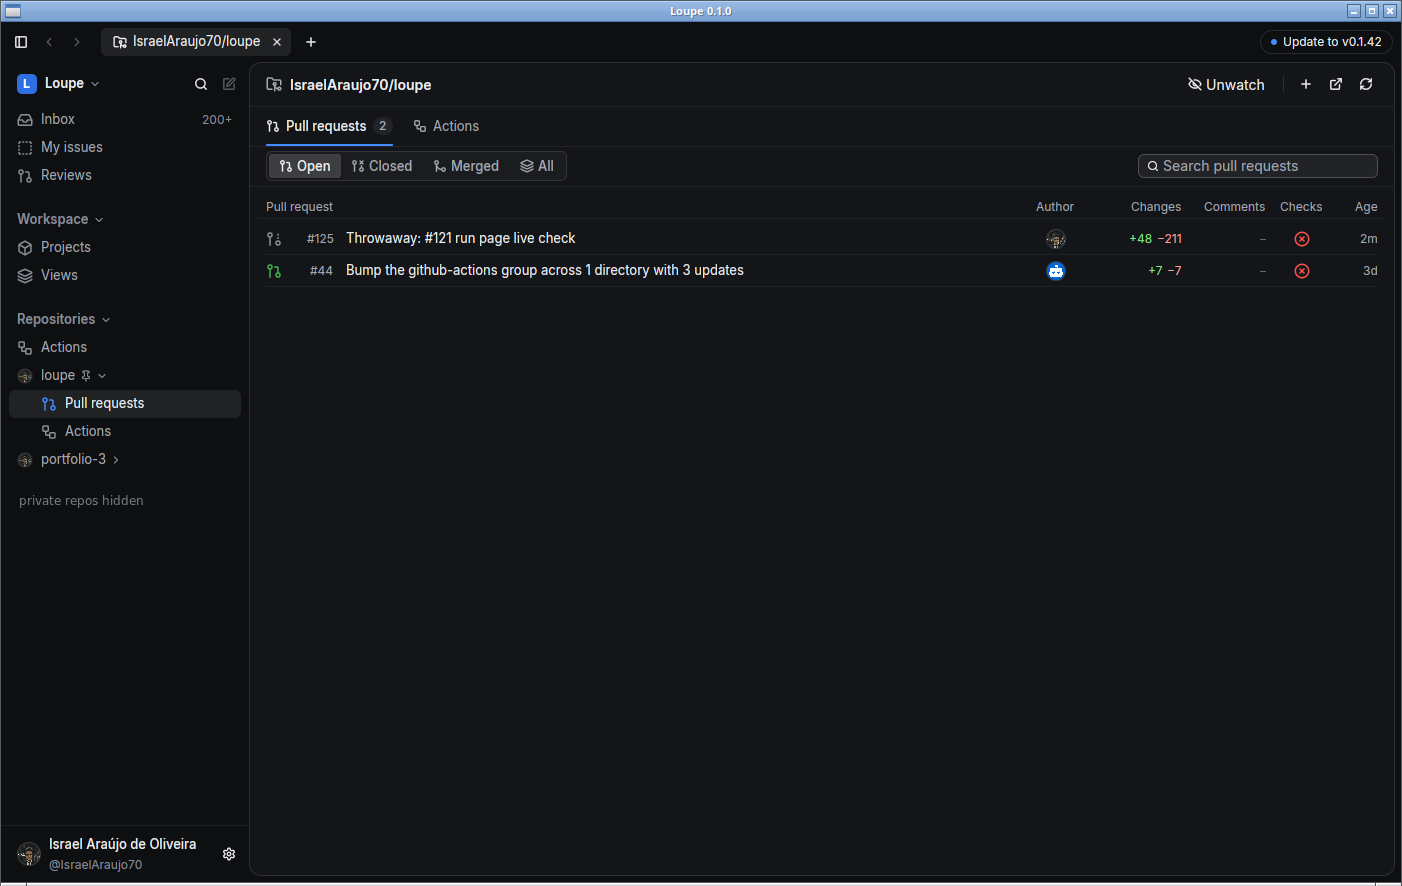 Loupe 0.1.0
IsraelAraujo70/loupe
Update to v0.1.42
L Loupe
Inbox 200+
My issues
Reviews
Workspace
Projects
Views
Repositories
Actions
loupe
Pull requests
Actions
portfolio-3
private repos hidden
Israel Araújo de Oliveira
@IsraelAraujo70
IsraelAraujo70/loupe Unwatch
Pull requests 2 Actions
Open Closed Merged All Search pull requests
Pull request Author Changes Comments Checks Age
#125 Throwaway: #121 run page live check +48 −211 – 2m
#44 Bump the github-actions group across 1 directory with 3 updates +7 −7 – 3d